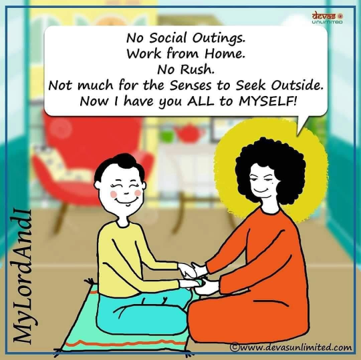 devas
UNLIMITED
No Social Outings.
Work from Home.
No Rush.
Not much for the Senses to Seek Outside.
Now I have you ALL to MYSELF!
MyLordAndI
©www.devasunlimited.com